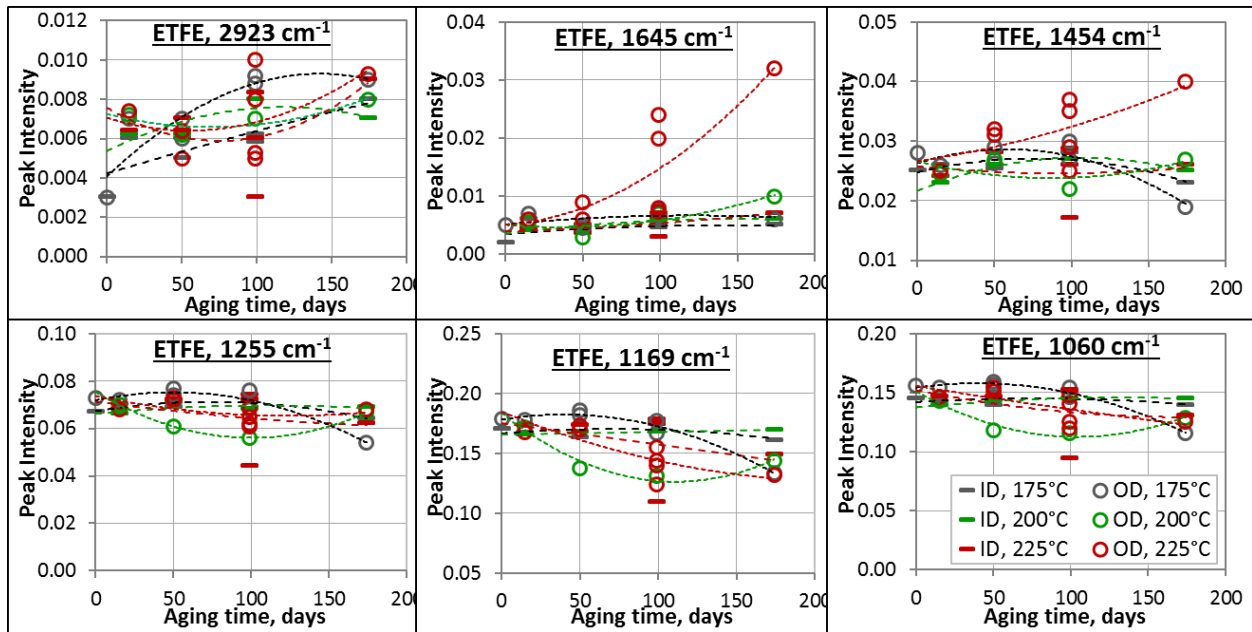 ETFE, 2923 cm-1
Peak Intensity
0.012
0.010
0.008
0.006
0.004
0.002
0.000
0 50 100 150 200
Aging time, days
ETFE, 1645 cm-1
Peak Intensity
0.04
0.03
0.02
0.01
0.00
0 50 100 150 200
Aging time, days
ETFE, 1454 cm-1
Peak Intensity
0.05
0.04
0.03
0.02
0.01
0 50 100 150 200
Aging time, days
ETFE, 1255 cm-1
Peak Intensity
0.10
0.08
0.06
0.04
0.02
0.00
0 50 100 150 200
Aging time, days
ETFE, 1169 cm-1
Peak Intensity
0.25
0.20
0.15
0.10
0.05
0 50 100 150 200
Aging time, days
ETFE, 1060 cm-1
Peak Intensity
0.20
0.15
0.10
0.05
0.00
0 50 100 150 200
Aging time, days
ID, 175°C OD, 175°C
ID, 200°C OD, 200°C
ID, 225°C OD, 225°C